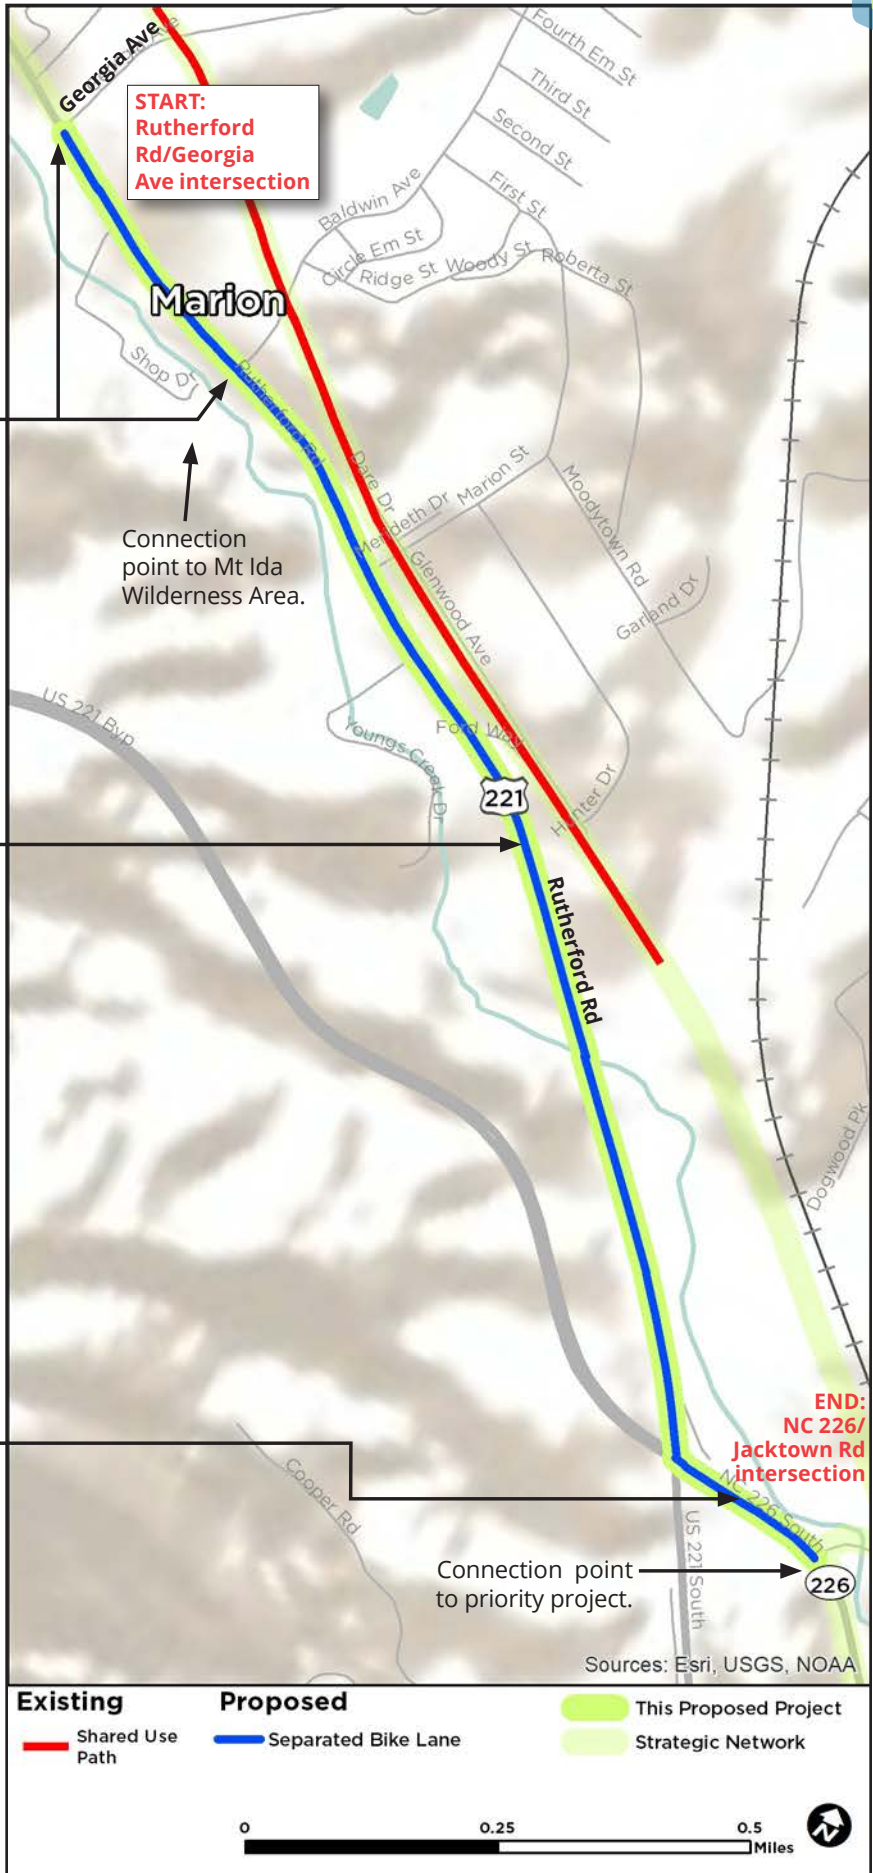 Georgia Ave
START:
Rutherford
Rd/Georgia
Ave intersection
Fourth Em St
Third St
Second St
First St
Baldwin Ave
Circle Em St
Ridge St
Woody St
Roberta St
Marion
Shop Dr
Rutherford Rd
Dare Dr
Marion St
Merideth Dr
Moodytown Rd
Glenwood Ave
Garland Dr
Connection
point to Mt Ida
Wilderness Area.
US 221 Byp
Youngs Creek Dr
Ford Way
221
Hunter Dr
Rutherford Rd
Dogwood Pk
END:
NC 226/
Jacktown Rd
intersection
Cooper Rd
NC 226 South
US 221 South
Connection point
to priority project.
226
Sources: Esri, USGS, NOAA
Existing
Proposed
Shared Use
Path
Separated Bike Lane
This Proposed Project
Strategic Network
0
0.25
0.5
Miles
N